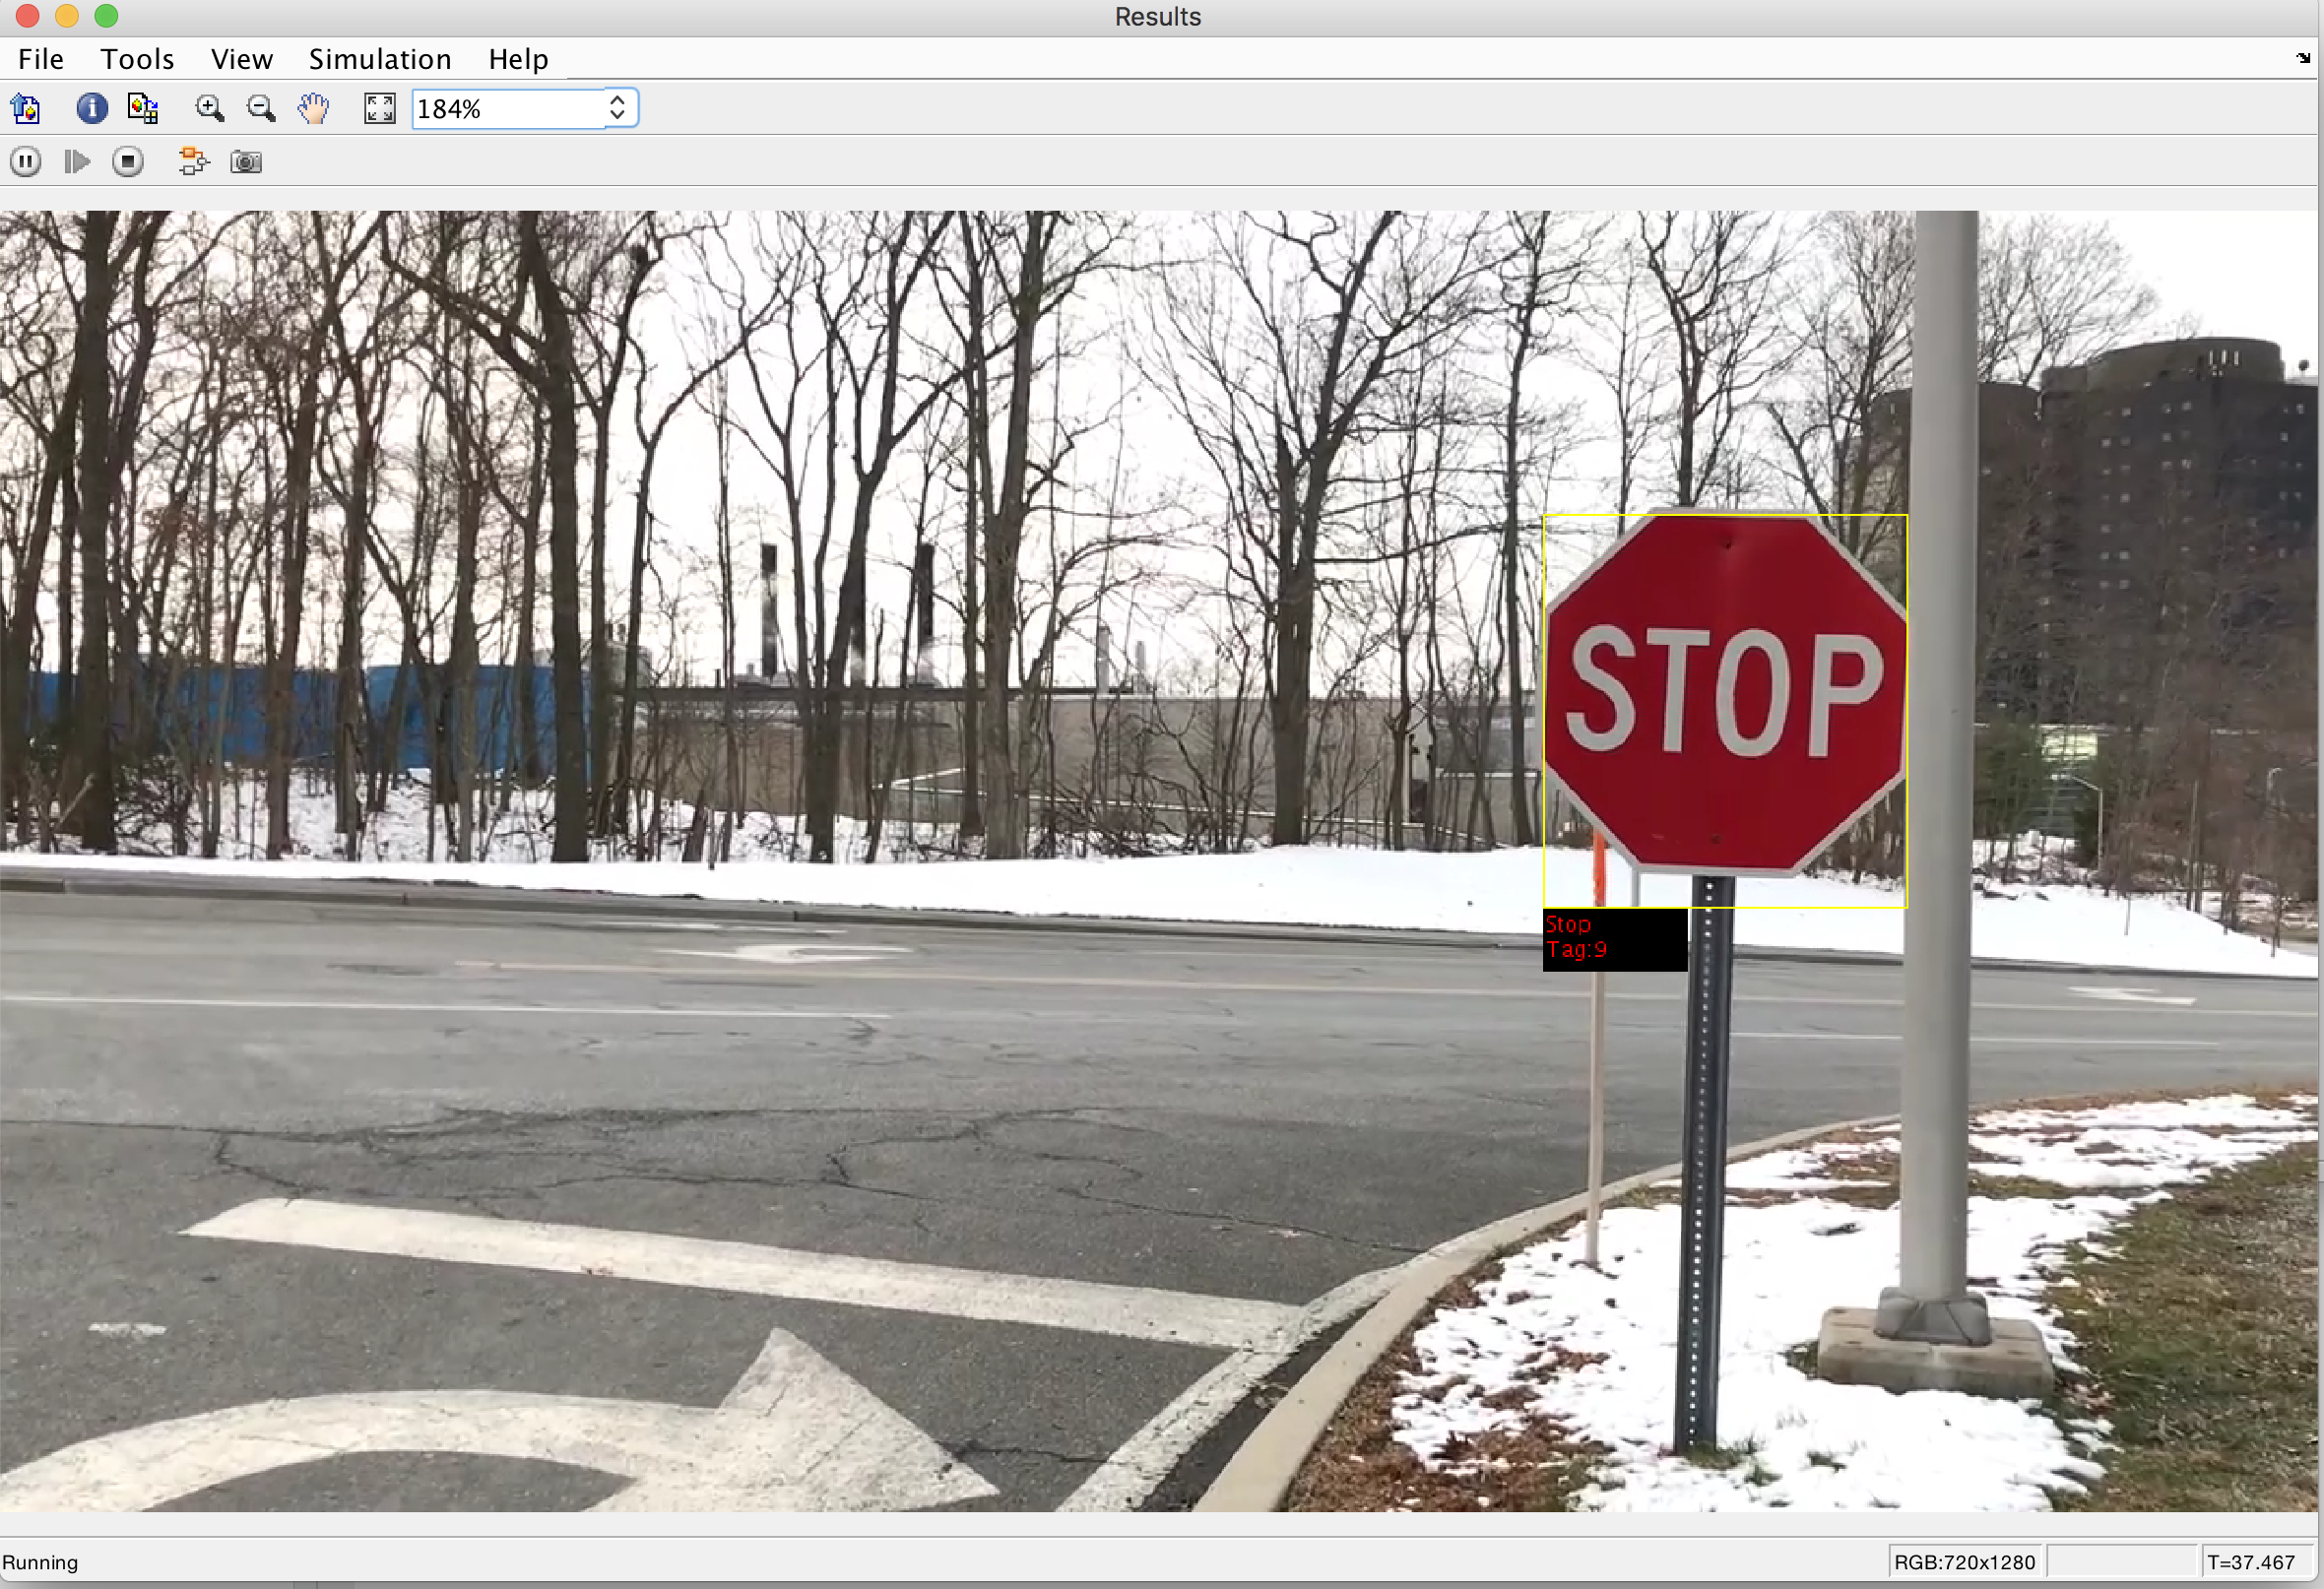 Results
File Tools View Simulation Help
184%
STOP
Stop
Tag:9
Running
RGB:720x1280
T=37.467